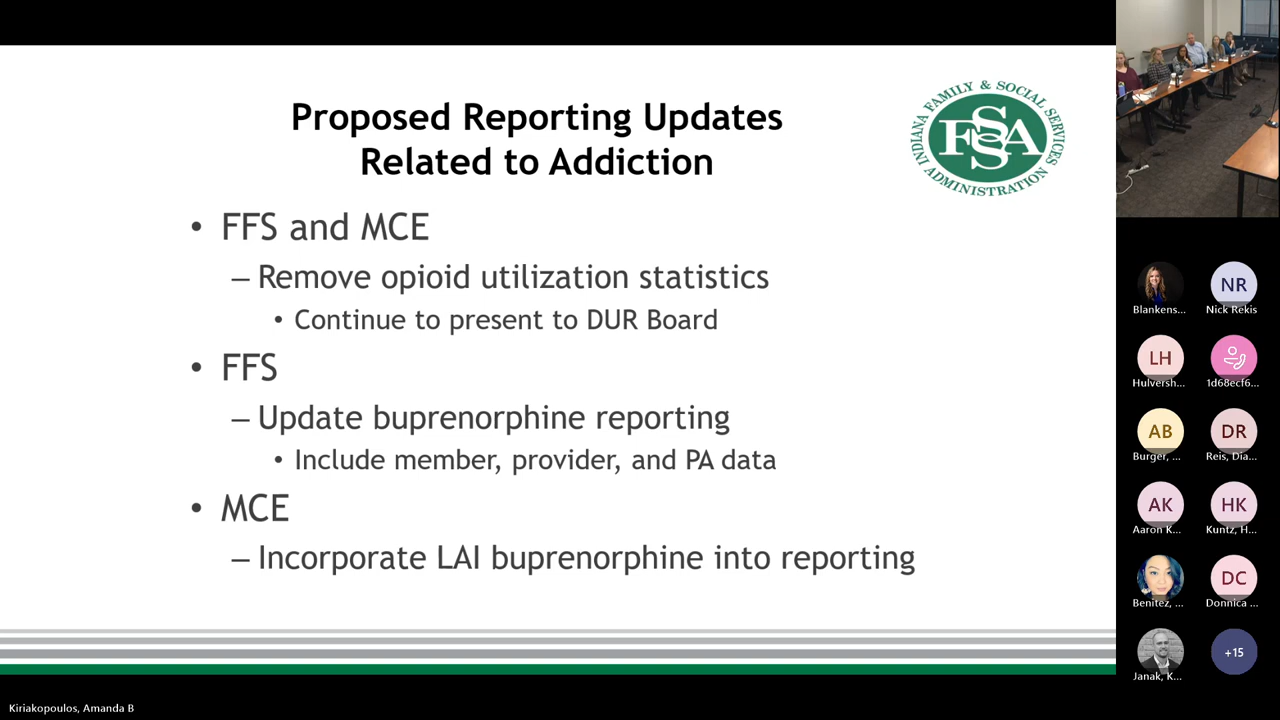 Proposed Reporting Updates
Related to Addiction
INDIANA FAMILY & SOCIAL SERVICES ADMINISTRATION
FSSA
• FFS and MCE
– Remove opioid utilization statistics
• Continue to present to DUR Board
• FFS
– Update buprenorphine reporting
• Include member, provider, and PA data
• MCE
– Incorporate LAI buprenorphine into reporting
Blankens...
NR
Nick Rekis
LH
Hulversh...
1d68ecf6...
AB
Burger, ...
DR
Reis, Dia...
AK
Aaron K...
HK
Kuntz, H...
Benitez, ...
DC
Donnica ...
Janak, K...
+15
Kiriakopoulos, Amanda B